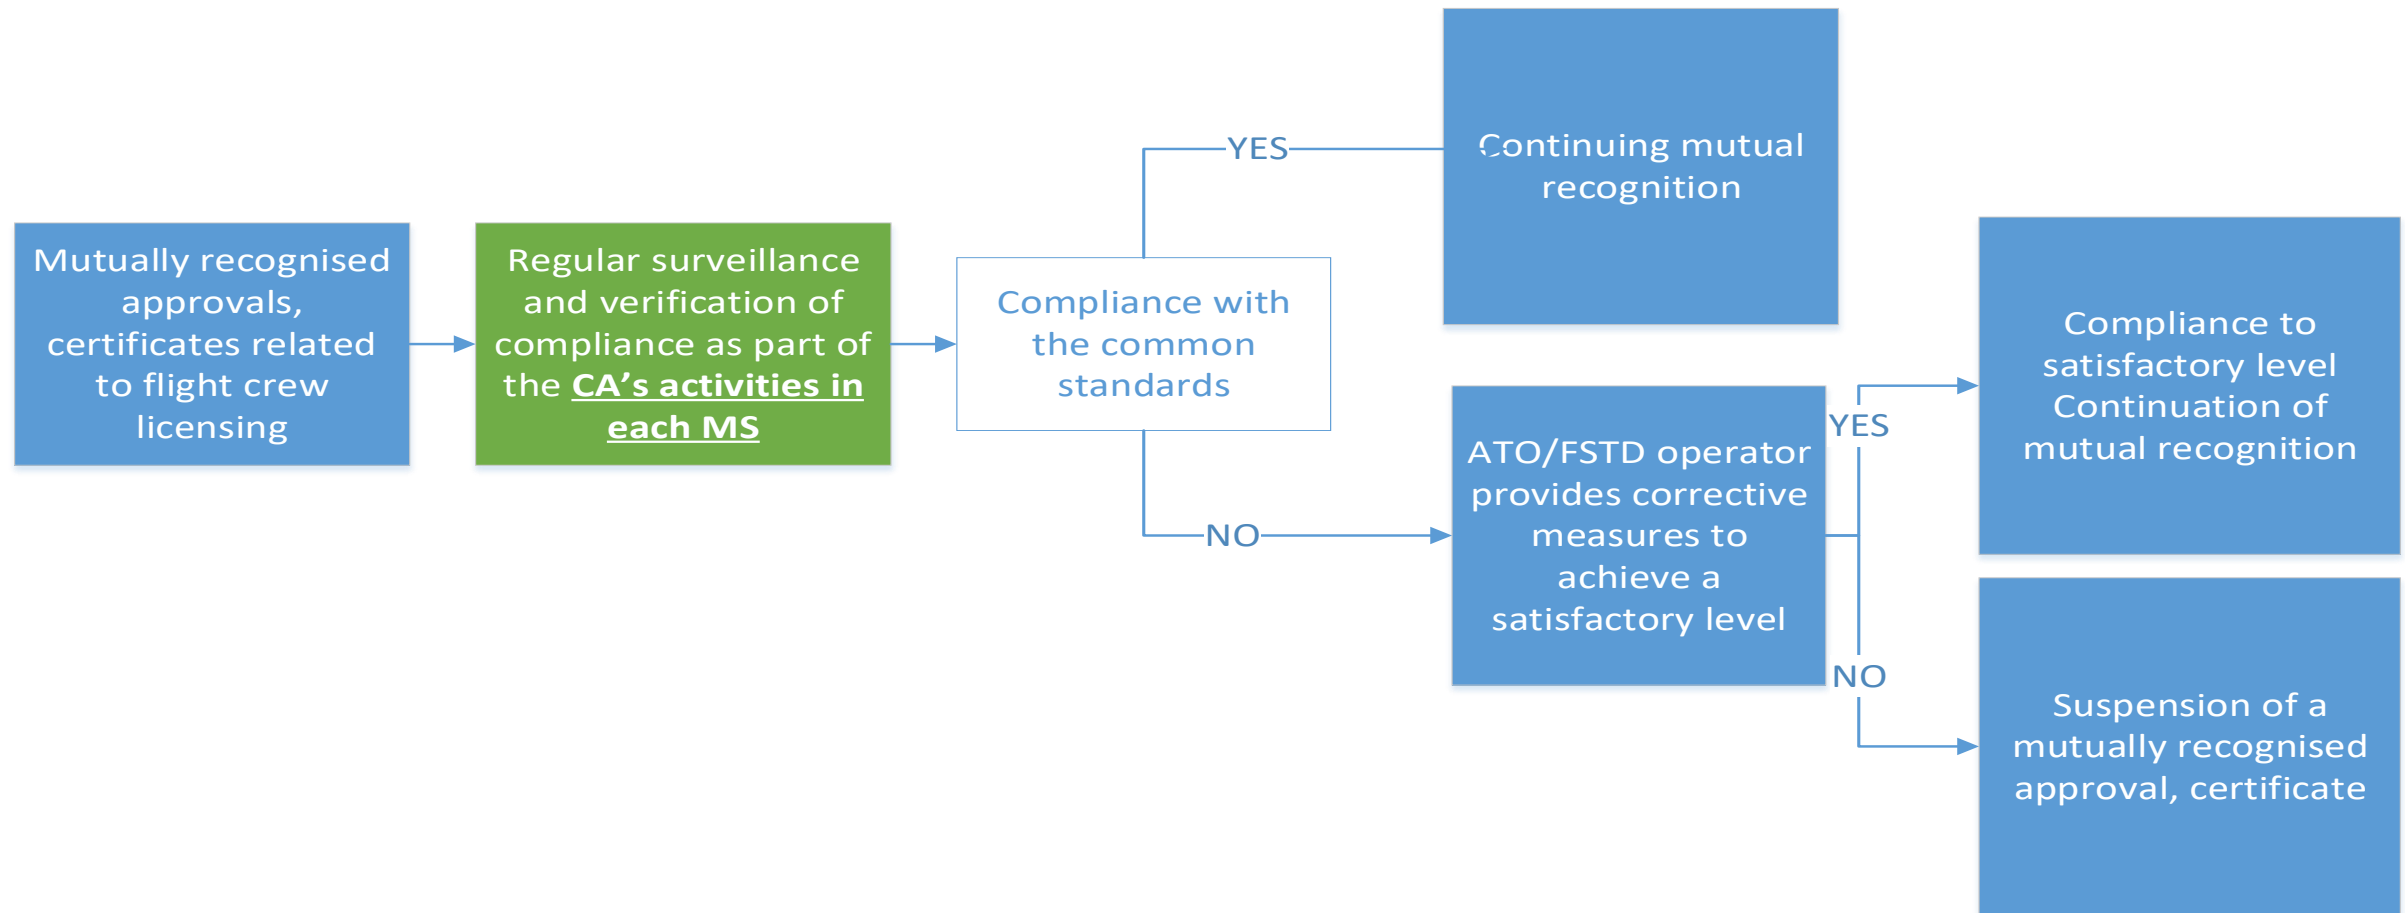 Mutually recognised
approvals,
certificates related
to flight crew
licensing
Regular surveillance
and verification of
compliance as part of
the CA’s activities in
each MS
Compliance with
the common
standards
YES
Continuing mutual
recognition
NO
ATO/FSTD operator
provides corrective
measures to
achieve a
satisfactory level
YES
Compliance to
satisfactory level
Continuation of
mutual recognition
NO
Suspension of a
mutually recognised
approval, certificate